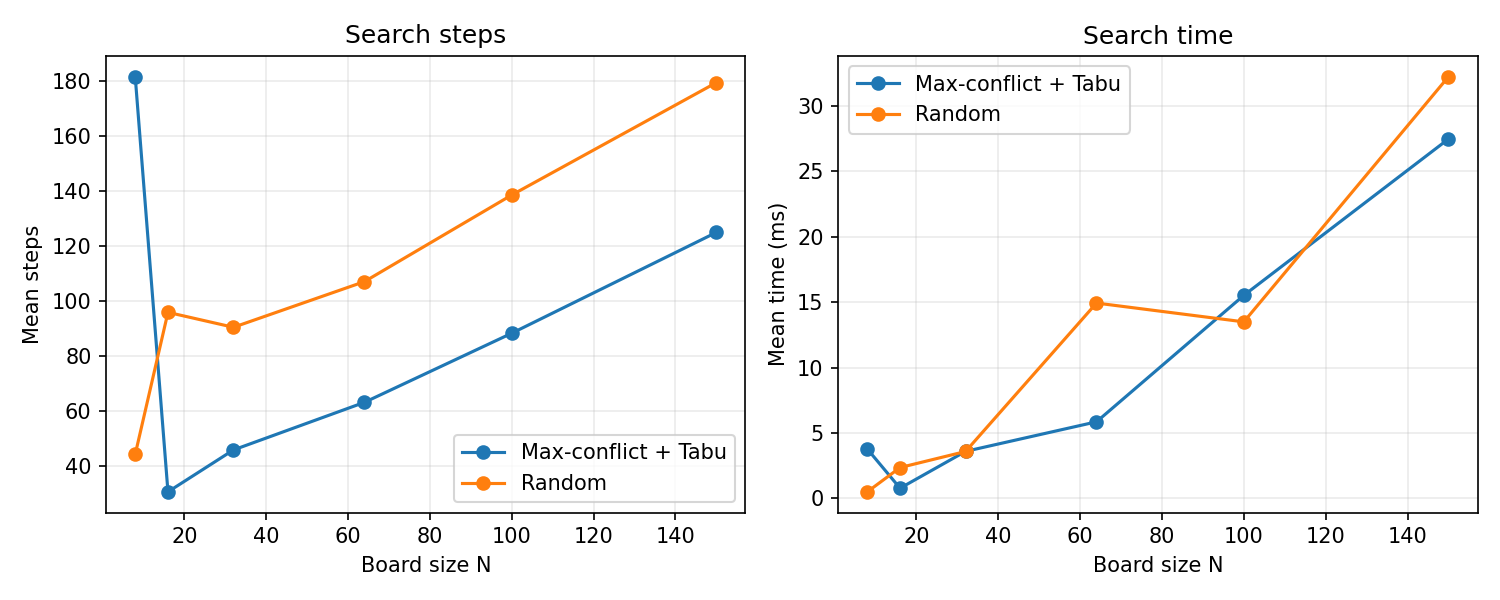 Search steps
180
160
140
120
100
80
60
40
Mean steps
20 40 60 80 100 120 140
Board size N
Max-conflict + Tabu
Random
Search time
30
25
20
15
10
5
0
Mean time (ms)
20 40 60 80 100 120 140
Board size N
Max-conflict + Tabu
Random